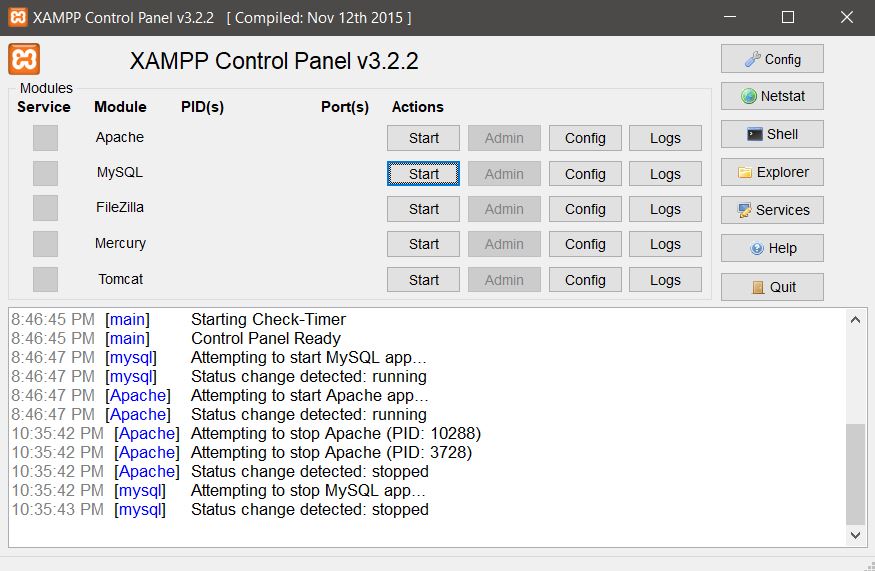 XAMPP Control Panel v3.2.2 [ Compiled: Nov 12th 2015 ]
XAMPP Control Panel v3.2.2
Config
Modules
Service Module PID(s) Port(s) Actions
Netstat
Apache Start Admin Config Logs
Shell
MySQL Start Admin Config Logs
Explorer
FileZilla Start Admin Config Logs
Services
Mercury Start Admin Config Logs
Help
Tomcat Start Admin Config Logs
Quit
8:46:45 PM [main] Starting Check-Timer
8:46:45 PM [main] Control Panel Ready
8:46:47 PM [mysql] Attempting to start MySQL app...
8:46:47 PM [mysql] Status change detected: running
8:46:47 PM [Apache] Attempting to start Apache app...
8:46:47 PM [Apache] Status change detected: running
10:35:42 PM [Apache] Attempting to stop Apache (PID: 10288)
10:35:42 PM [Apache] Attempting to stop Apache (PID: 3728)
10:35:42 PM [Apache] Status change detected: stopped
10:35:42 PM [mysql] Attempting to stop MySQL app...
10:35:43 PM [mysql] Status change detected: stopped